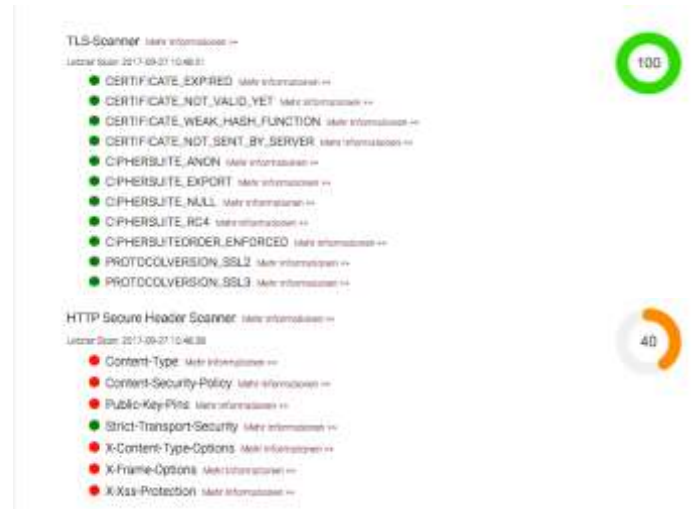 TLS-Scanner Mehr Informationen >>
100
Letzter Scan: 2017-09-27 10:46:31
CERTIFICATE_EXPIRED Mehr Informationen >>
CERTIFICATE_NOT_VALID_YET Mehr Informationen >>
CERTIFICATE_WEAK_HASH_FUNCTION Mehr Informationen >>
CERTIFICATE_NOT_SENT_BY_SERVER Mehr Informationen >>
CIPHERSUITE_ANON Mehr Informationen >>
CIPHERSUITE_EXPORT Mehr Informationen >>
CIPHERSUITE_NULL Mehr Informationen >>
CIPHERSUITE_RC4 Mehr Informationen >>
CIPHERSUITEORDER_ENFORCED Mehr Informationen >>
PROTOCOLVERSION_SSL2 Mehr Informationen >>
PROTOCOLVERSION_SSL3 Mehr Informationen >>
HTTP Secure Header Scanner Mehr Informationen >>
40
Letzter Scan: 2017-09-27
Content-Type Mehr Informationen >>
Content-Security-Policy Mehr Informationen >>
Public-Key-Pins Mehr Informationen >>
Strict-Transport-Security Mehr Informationen >>
X-Content-Type-Options Mehr Informationen >>
X-Frame-Options Mehr Informationen >>
X-Xss-Protection Mehr Informationen >>